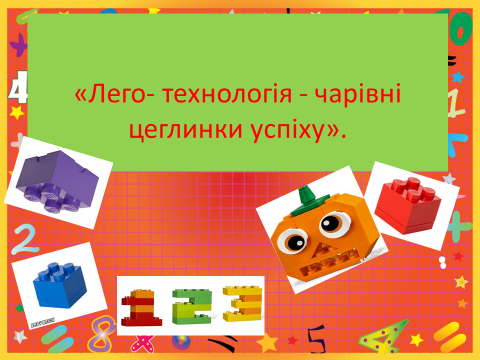 «Лего- технологія - чарівні
цеглинки успіху».